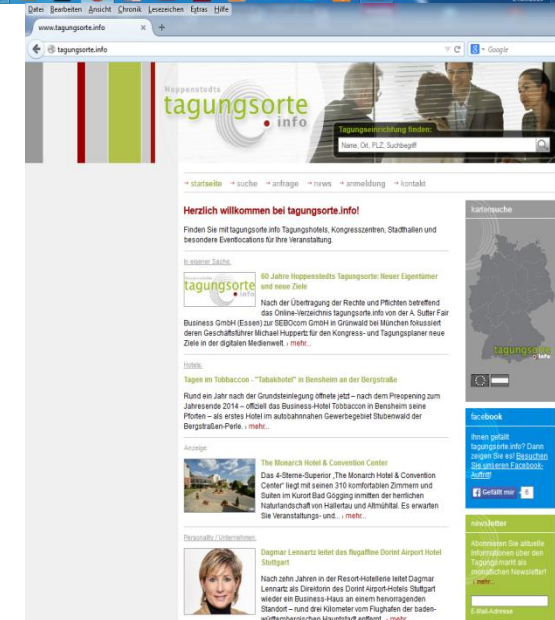 Datei Bearbeiten Ansicht Chronik Lesezeichen Extras Hilfe
www.tagungsorte.info × +
tagungsorte.info
Google
Hoppenstedts
tagungsorte
info
Tagungseinrichtung finden:
Name, Ort, PLZ, Suchbegriff
startseite suche anfrage news anmeldung kontakt
Herzlich willkommen bei tagungsorte.info!
Finden Sie mit tagungsorte.info Tagungshotels, Kongresszentren, Stadthallen und
besondere Eventlocations für Ihre Veranstaltung.
In eigener Sache:
tagungsorte
info
60 Jahre Hoppenstedts Tagungsorte: Neuer Eigentümer
und neue Ziele
Nach der Übertragung der Rechte und Pflichten betreffend
das Online-Verzeichnis tagungsorte.info von der A. Sutter Fair
Business GmbH (Essen) zur SEBOcom GmbH in Grünwald bei München fokussiert
deren Geschäftsführer Michael Huppertz für den Kongress- und Tagungsplaner neue
Ziele in der digitalen Medienwelt. › mehr...
Hotels:
Tagen im Tobbaccon - "Tabakhotel" in Bensheim an der Bergstraße
Rund ein Jahr nach der Grundsteinlegung öffnete jetzt – nach dem Preopening zum
Jahresende 2014 – offiziell das Business-Hotel Tobbaccon in Bensheim seine
Pforten – als erstes Hotel im autobahnnahen Gewerbegebiet Stubenwald der
Bergstraßen-Perle. › mehr...
Anzeige:
The Monarch Hotel & Convention Center
Das 4-Sterne-Superior „The Monarch Hotel & Convention
Center" liegt mit seinen 310 komfortablen Zimmern und
Suiten im Kurort Bad Gögging inmitten der herrlichen
Naturlandschaft von Hallertau und Altmühltal. Es erwarten
Sie Veranstaltungs- und... › mehr...
Personality / Unternehmen:
Dagmar Lennartz leitet das flugaffine Dorint Airport Hotel
Stuttgart
Nach zehn Jahren in der Resort-Hotellerie leitet Dagmar
Lennartz als Direktorin des Dorint Airport-Hotels Stuttgart
wieder ein Business-Haus an einem hervorragenden
Standort – rund drei Kilometer vom Flughafen der baden-
württembergischen Hauptstadt entfernt. › mehr...
kartensuche
tagungsorte
info
facebook
Ihnen gefällt
tagungsorte.info? Dann
zeigen Sie es! Besuchen
Sie unseren Facebook-
Auftritt!
Gefällt mir 6
newsletter
Abonnieren Sie aktuelle
Informationen über den
Tagungsmarkt als
monatlichen Newsletter!
› mehr...
E-Mail-Adresse